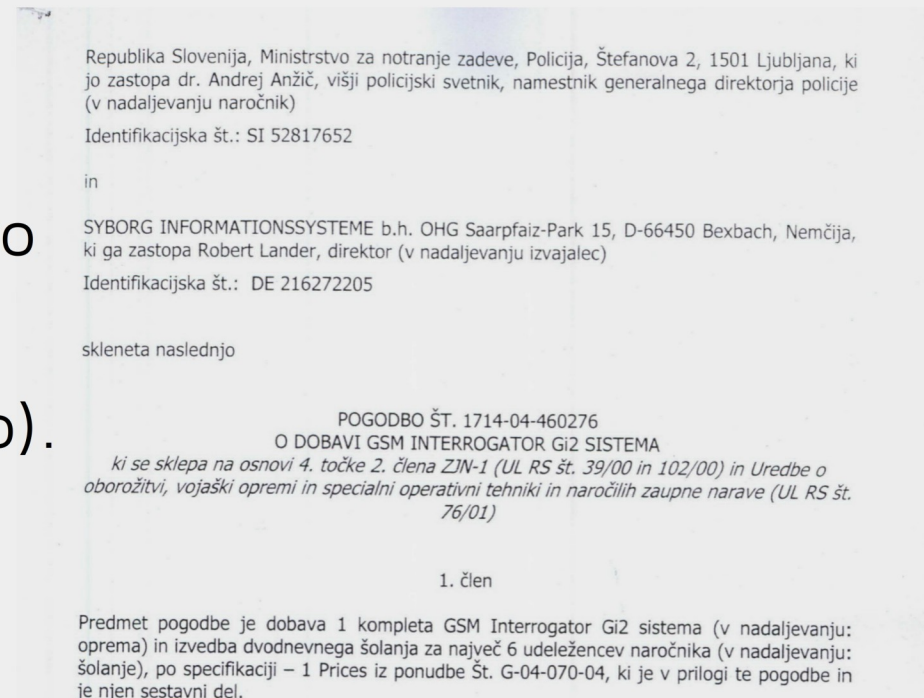 Republika Slovenija, Ministrstvo za notranje zadeve, Policija, Štefanova 2, 1501 Ljubljana, ki
jo zastopa dr. Andrej Anžič, višji policijski svetnik, namestnik generalnega direktorja policije
(v nadaljevanju naročnik)
Identifikacijska št.: SI 52817652
in
o
SYBORG INFORMATIONSSYSTEME b.h. OHG Saarpfaiz-Park 15, D-66450 Bexbach, Nemčija,
ki ga zastopa Robert Lander, direktor (v nadaljevanju izvajalec)
Identifikacijska št.: DE 216272205
skleneta naslednjo
).
POGODBO ŠT. 1714-04-460276
O DOBAVI GSM INTERROGATOR Gi2 SISTEMA
ki se sklepa na osnovi 4. točke 2. člena ZJN-1 (UL RS št. 39/00 in 102/00) in Uredbe o
oborožitvi, vojaški opremi in specialni operativni tehniki in naročilih zaupne narave (UL RS št.
76/01)
1. člen
Predmet pogodbe je dobava 1 kompleta GSM Interrogator Gi2 sistema (v nadaljevanju:
oprema) in izvedba dvodnevnega šolanja za največ 6 udeležencev naročnika (v nadaljevanju:
šolanje), po specifikaciji – 1 Prices iz ponudbe Št. G-04-070-04, ki je v prilogi te pogodbe in
je njen sestavni del.